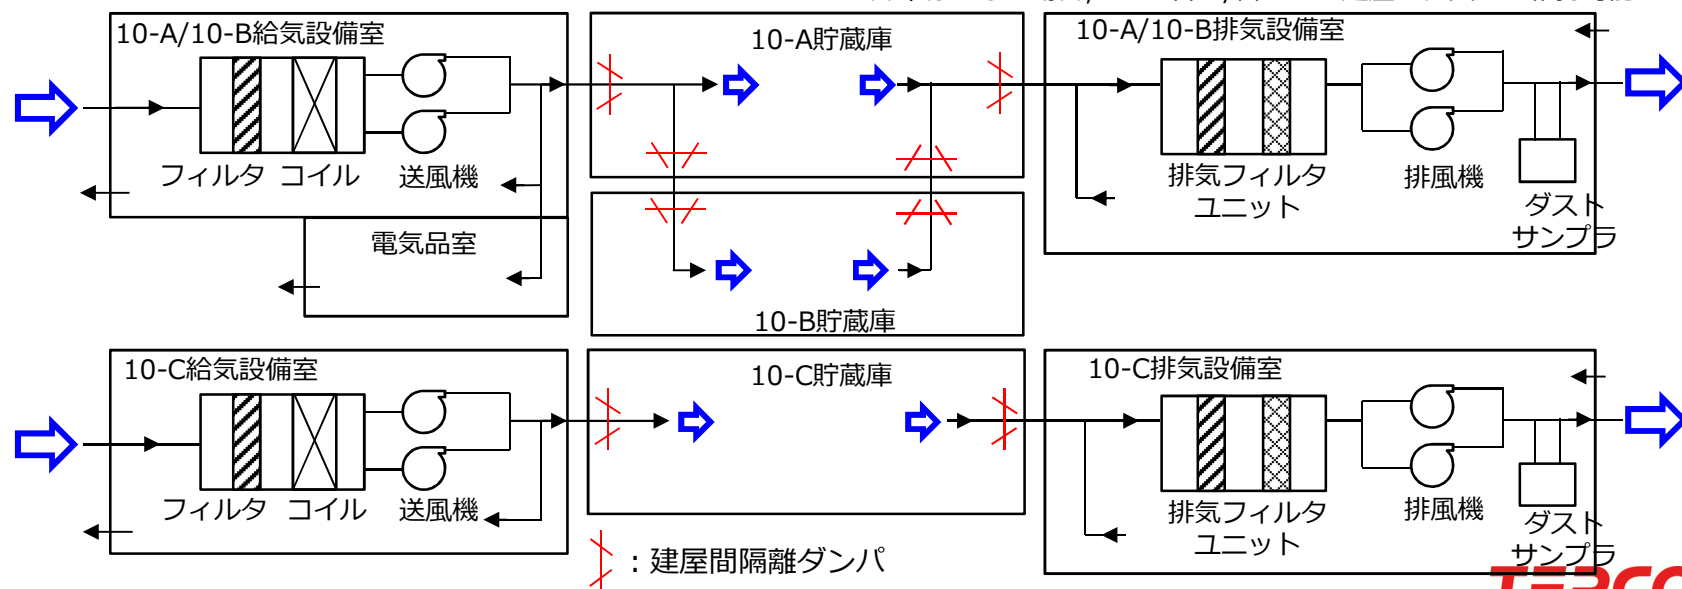 10-A/10-B給気設備室
フィルタ
コイル
送風機
電気品室
10-A貯蔵庫
10-B貯蔵庫
10-A/10-B排気設備室
排気フィルタ
ユニット
排風機
ダスト
サンプラ
10-C給気設備室
フィルタ
コイル
送風機
10-C貯蔵庫
10-C排気設備室
排気フィルタ
ユニット
排風機
ダスト
サンプラ
：建屋間隔離ダンパ
TEPCO